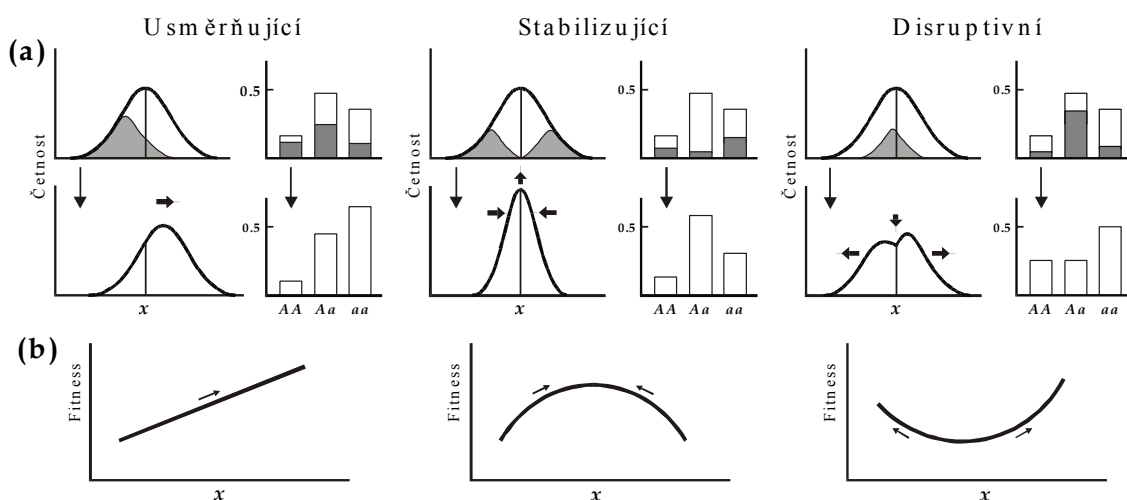 Usměrňující
Stabilizující
Disruptivní
(a)
Četnost
0.5
0.5
x
AA Aa aa
Četnost
0.5
0.5
x
AA Aa aa
Četnost
0.5
0.5
x
AA Aa aa
(b)
Fitness
x
Fitness
x
Fitness
x